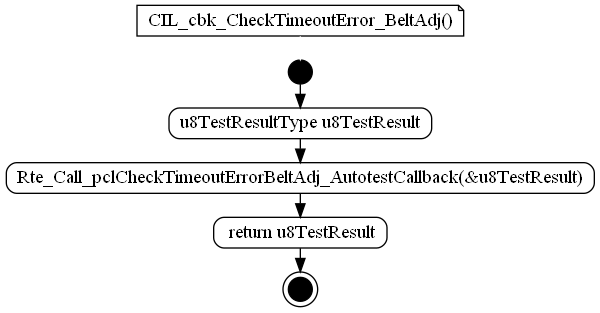 CIL_cbk_CheckTimeoutError_BeltAdj()
u8TestResultType u8TestResult
Rte_Call_pclCheckTimeoutErrorBeltAdj_AutotestCallback(&u8TestResult)
return u8TestResult